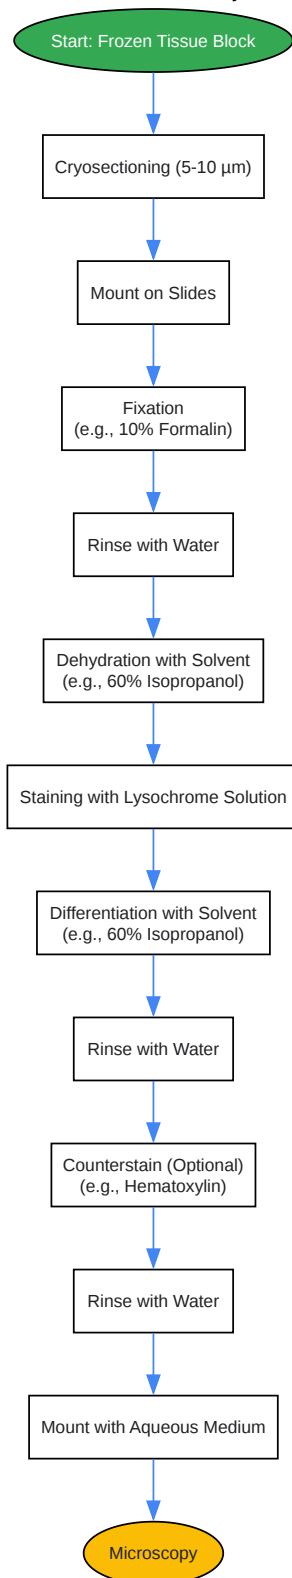 Start: Frozen Tissue Block
Cryosectioning (5-10 µm)
Mount on Slides
Fixation
(e.g., 10% Formalin)
Rinse with Water
Dehydration with Solvent
(e.g., 60% Isopropanol)
Staining with Lysochrome Solution
Differentiation with Solvent
(e.g., 60% Isopropanol)
Rinse with Water
Counterstain (Optional)
(e.g., Hematoxylin)
Rinse with Water
Mount with Aqueous Medium
Microscopy